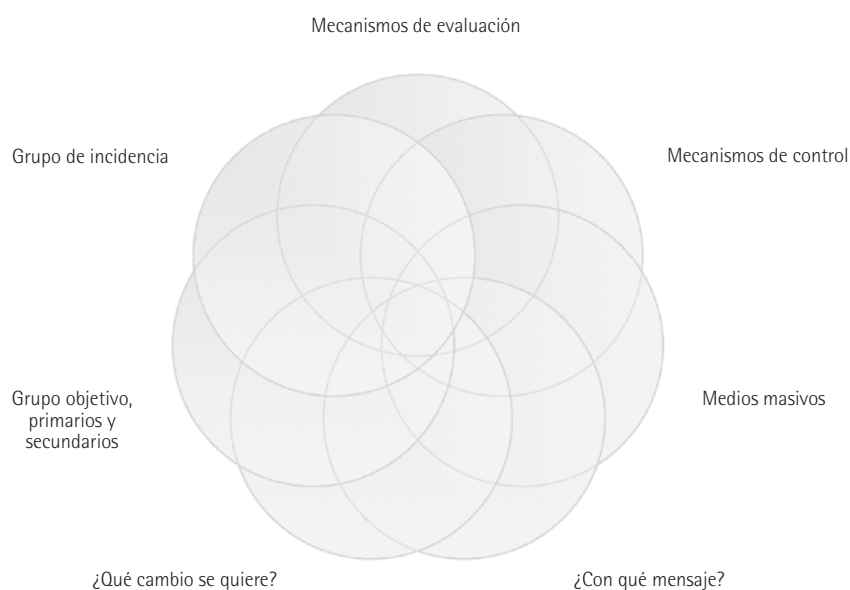 Mecanismos de evaluación
Grupo de incidencia
Mecanismos de control
Grupo objetivo,
primarios y
secundarios
Medios masivos
¿Qué cambio se quiere?
¿Con qué mensaje?